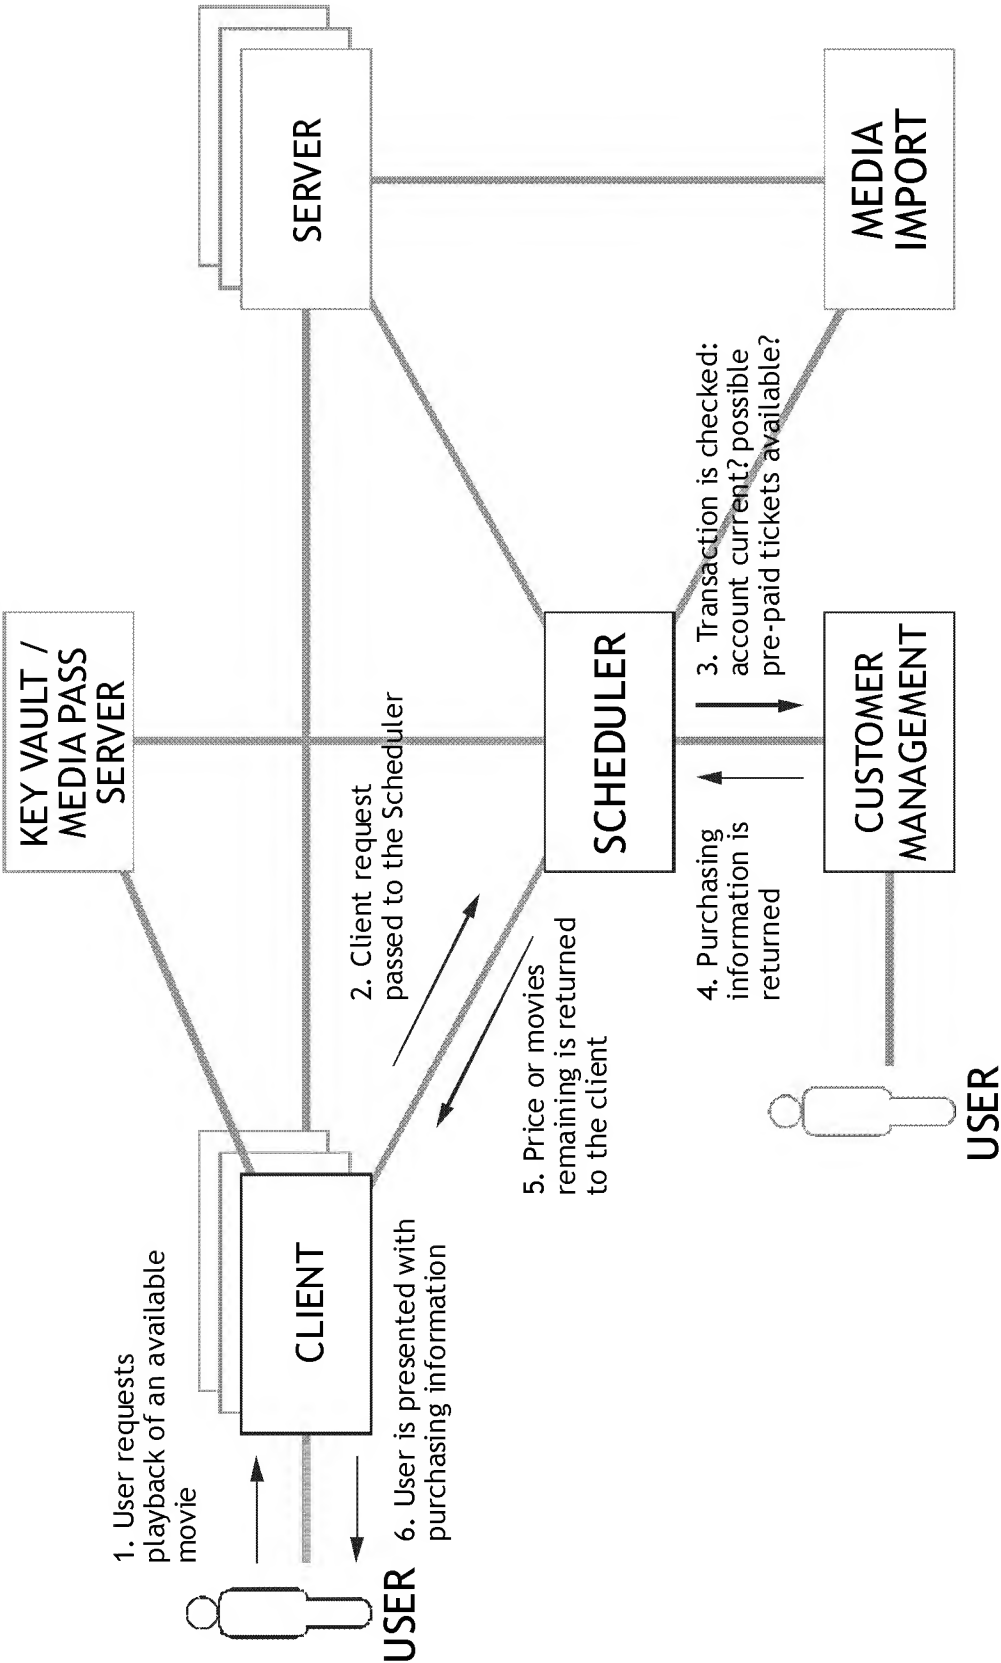 1. User requests
playback of an available
movie
USER
6. User is presented with
purchasing information
CLIENT
KEY VAULT /
MEDIA PASS
SERVER
2. Client request
passed to the Scheduler
5. Price or movies
remaining is returned
to the client
SCHEDULER
SERVER
3. Transaction is checked:
account current? possible
pre-paid tickets available?
4. Purchasing
information is
returned
CUSTOMER
MANAGEMENT
USER
MEDIA
IMPORT